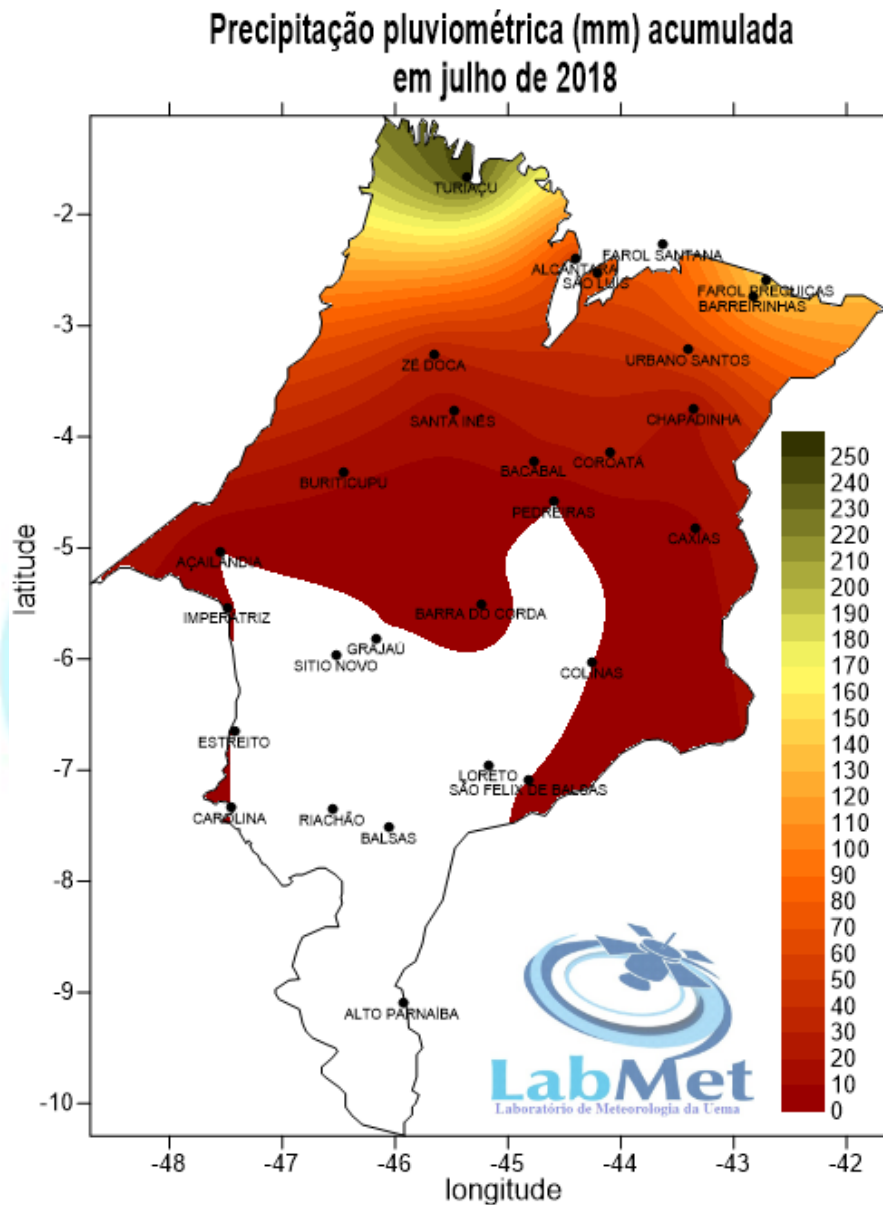 Precipitação pluviométrica (mm) acumulada
em julho de 2018
TURIAÇU
-2
FAROL SANTANA
ALCANTARA
SÃO LUIS
FAROL PREGUIÇAS
BARREIRINHAS
-3
URBANO SANTOS
ZE DOCA
SANTA INÊS
CHAPADINHA
-4
BACABAL
COROATÁ
BURITICUPU
PEDREIRAS
CAXIAS
-5
AÇAILANDIA
IMPERATRIZ
BARRA DO CORDA
GRAJAÚ
SITIO NOVO
-6
COLINAS
ESTREITO
-7
LORETO
SÃO FELIX DE BALSAS
CAROLINA
RIACHÃO
BALSAS
-8
-9
ALTO PARNAÍBA
-10
latitude
250
240
230
220
210
200
190
180
170
160
150
140
130
120
110
100
90
80
70
60
50
40
30
20
10
0
LabMet
Laboratório de Meteorologia da Uema
-48 -47 -46 -45 -44 -43 -42
longitude